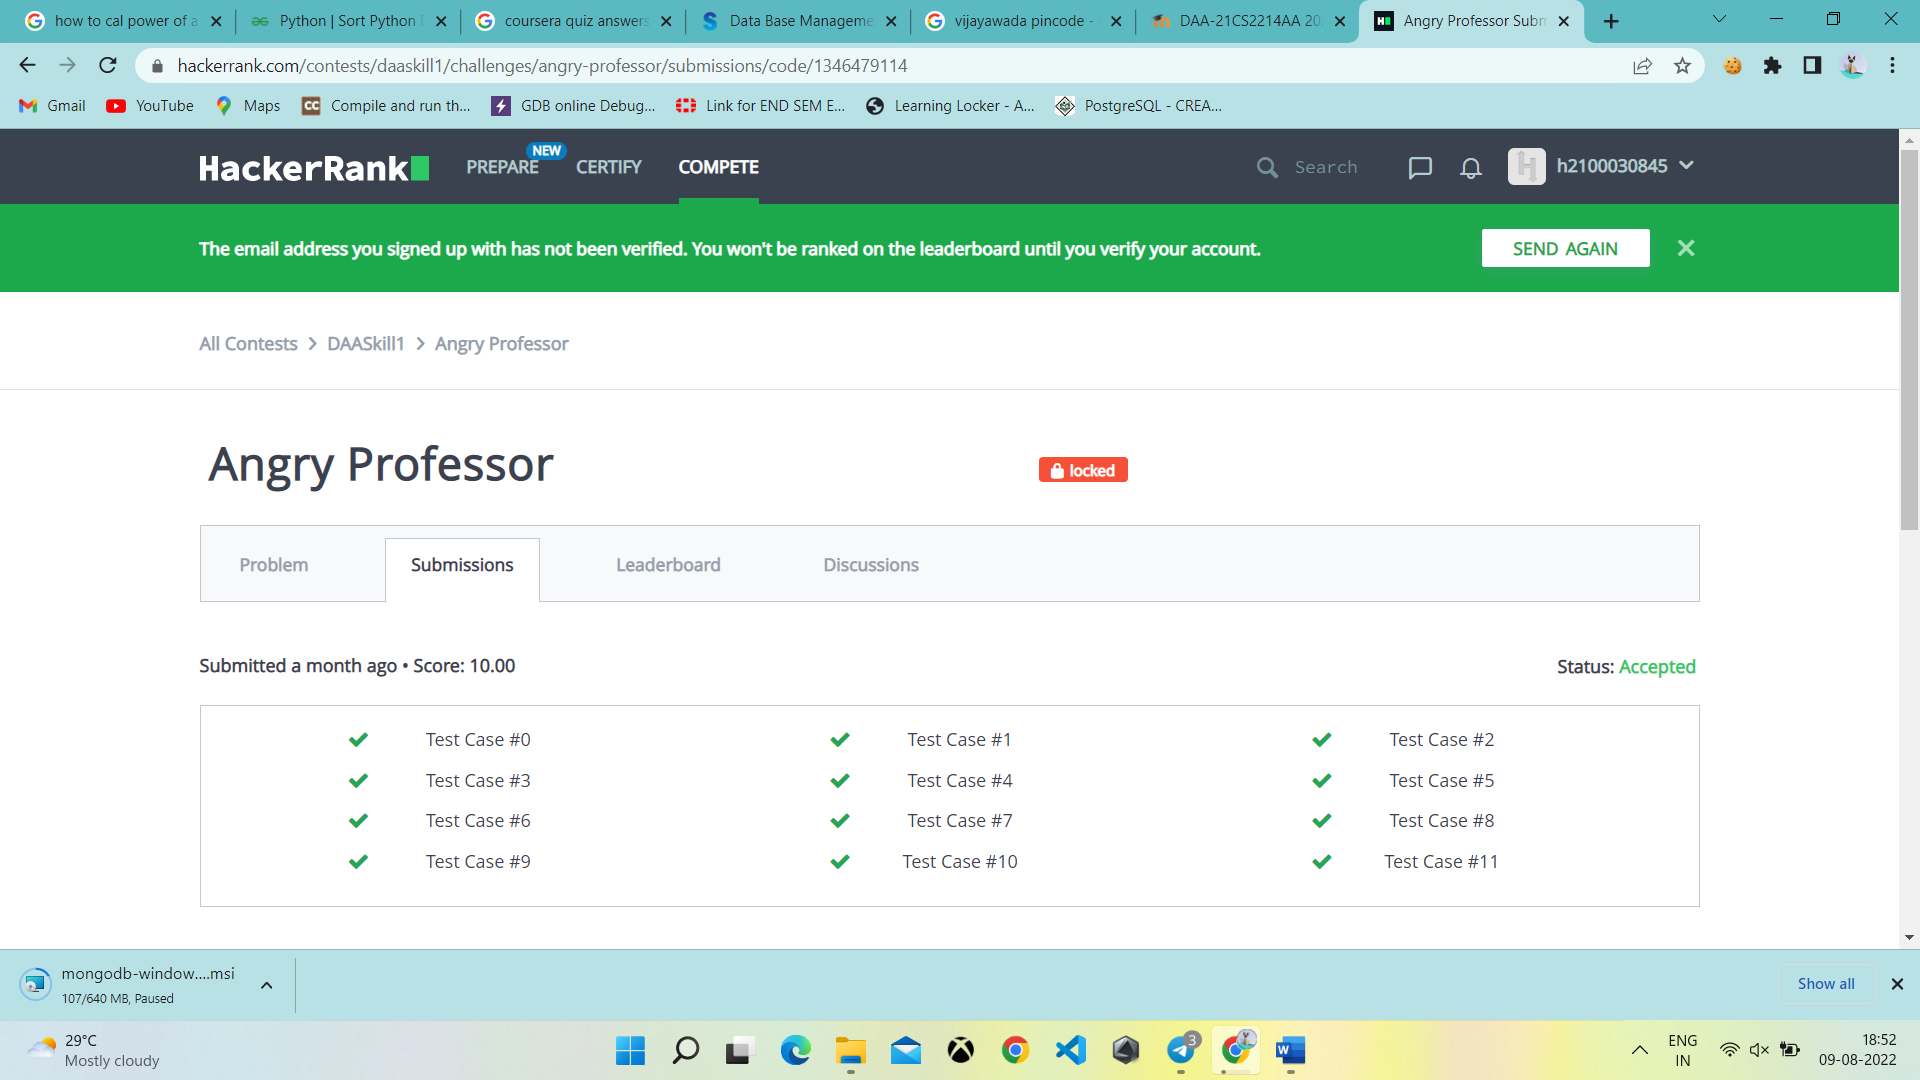 how to cal power of a
Python | Sort Python D
coursera quiz answers
Data Base Manageme
vijayawada pincode -
DAA-21CS2214AA 202
Angry Professor Subm
hackerrank.com/contests/daaskill1/challenges/angry-professor/submissions/code/1346479114
Gmail
YouTube
Maps
CC
Compile and run th...
GDB online Debug...
Link for END SEM E...
Learning Locker - A...
PostgreSQL - CREA...
HackerRank
PREPARE
NEW
CERTIFY
COMPETE
Search
h2100030845
The email address you signed up with has not been verified. You won't be ranked on the leaderboard until you verify your account.
SEND AGAIN
All Contests > DAASkill1 > Angry Professor
Angry Professor
locked
Problem
Submissions
Leaderboard
Discussions
Submitted a month ago • Score: 10.00
Status: Accepted
Test Case #0
Test Case #1
Test Case #2
Test Case #3
Test Case #4
Test Case #5
Test Case #6
Test Case #7
Test Case #8
Test Case #9
Test Case #10
Test Case #11
mongodb-window....msi
107/640 MB, Paused
Show all
29°C
Mostly cloudy
3
ENG
IN
18:52
09-08-2022